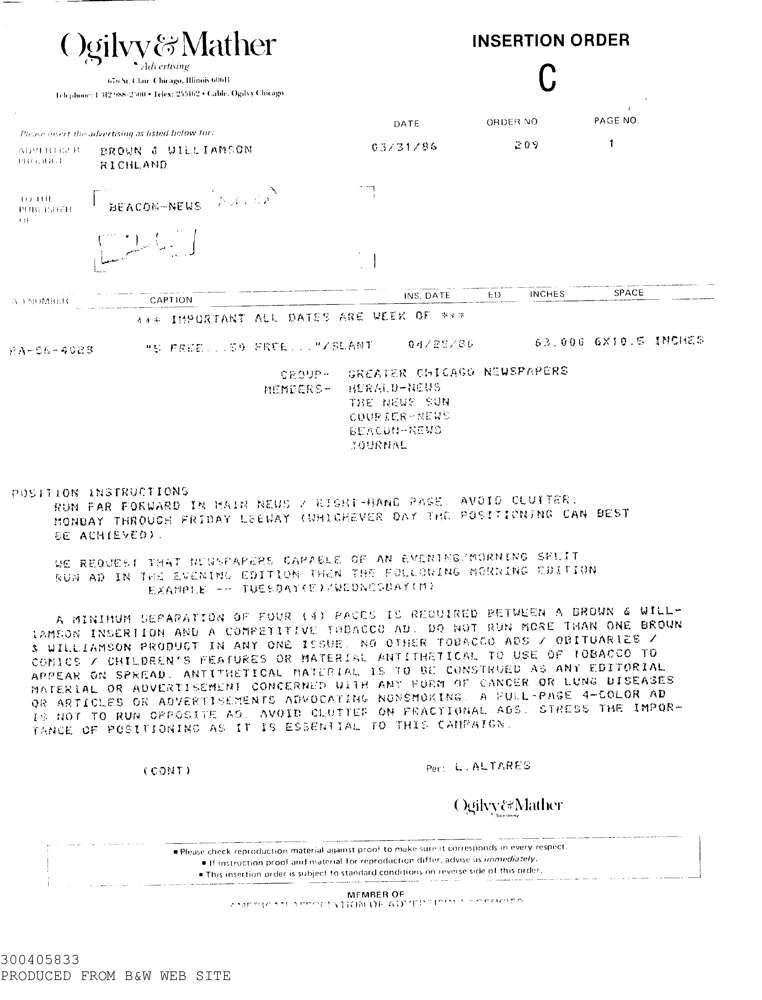 Ogilvy & Mather
Advertising
676 St. Clair Chicago, Illinois 60611
Telephone: 1 312 988-2500 • Telex: 255162 • Cable: Ogilvy Chicago
INSERTION ORDER
C
DATE ORDER NO PAGE NO.
Please insert the advertising as listed below for:
ADVERTISER BROWN & WILLIAMSON 03/31/86 209 1
PRODUCT RICHLAND
TO THE
PUBLISHER BEACON-NEWS
OF
AD NUMBER CAPTION INS. DATE ED INCHES SPACE
*** IMPORTANT ALL DATES ARE WEEK OF ***
"5 FREE...50 FREE..."/SLANT 63.000 6X10.5 INCHES
GROUP- GREATER CHICAGO NEWSPAPERS
MEMBERS- HERALD-NEWS
THE NEWS SUN
COURIER-NEWS
BEACON-NEWS
JOURNAL
POSITION INSTRUCTIONS
RUN FAR FORWARD IN MAIN NEWS / RIGHT-HAND PAGE. AVOID CLUTTER.
MONDAY THROUGH FRIDAY LEEWAY (WHICHEVER DAY THE POSITIONING CAN BEST
BE ACHIEVED).
WE REQUEST THAT NEWSPAPERS CAPABLE OF AN EVENING/MORNING SPLIT
RUN AD IN THE EVENING EDITION THEN THE FOLLOWING MORNING EDITION
EXAMPLE -- TUESDAY(E)/WEDNESDAY(M)
A MINIMUM SEPARATION OF FOUR (4) PAGES IS REQUIRED BETWEEN A BROWN & WILL-
IAMSON INSERTION AND A COMPETITIVE TOBACCO AD. DO NOT RUN MORE THAN ONE BROWN
& WILLIAMSON PRODUCT IN ANY ONE ISSUE. NO OTHER TOBACCO ADS / OBITUARIES /
COMICS / CHILDREN'S FEATURES OR MATERIAL ANTITHETICAL TO USE OF TOBACCO TO
APPEAR ON SPREAD. ANTITHETICAL MATERIAL IS TO BE CONSTRUED AS ANY EDITORIAL
MATERIAL OR ADVERTISEMENT CONCERNED WITH ANY FORM OF CANCER OR LUNG DISEASES
OR ARTICLES OR ADVERTISEMENTS ADVOCATING NONSMOKING. A FULL-PAGE 4-COLOR AD
IS NOT TO RUN OPPOSITE AD. AVOID CLUTTER ON FRACTIONAL ADS. STRESS THE IMPOR-
TANCE OF POSITIONING AS IT IS ESSENTIAL TO THIS CAMPAIGN.
(CONT) Per: L.ALTARES
Ogilvy & Mather
Advertising
■ Please check reproduction material against proof to make sure it corresponds in every respect.
■ If instruction proof and material for reproduction differ, advise us immediately.
■ This insertion order is subject to standard conditions on reverse side of this order.
MEMBER OF
AMERICAN ASSOCIATION OF ADVERTISING AGENCIES
300405833
PRODUCED FROM B&W WEB SITE